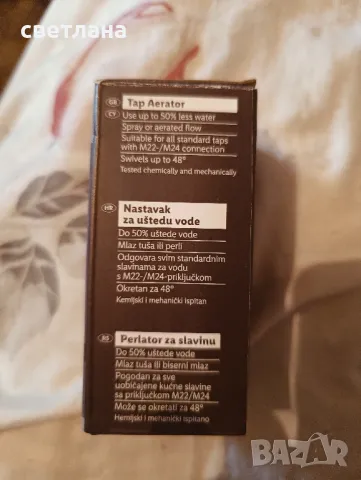 светлана
GB
CY
Tap Aerator
Use up to 50% less water
Spray or aerated flow
Suitable for all standard taps
with M22-/M24 connection
Swivels up to 48°
Tested chemically and mechanically
HR
Nastavak
za uštedu vode
Do 50% uštede vode
Mlaz tuša ili perli
Odgovara svim standardnim
slavinama za vodu
s M22-/M24-priključkom
Okretan za 48°
Kemijski i mehanički ispitan
RS
Perlator za slavinu
Do 50% uštede vode
Mlaz tuša ili biserni mlaz
Pogodan za sve
uobičajene kućne slavine
sa priključkom M22/M24
Može se okretati za 48°
Hemijski i mehanički ispitano
BAZAR
bg